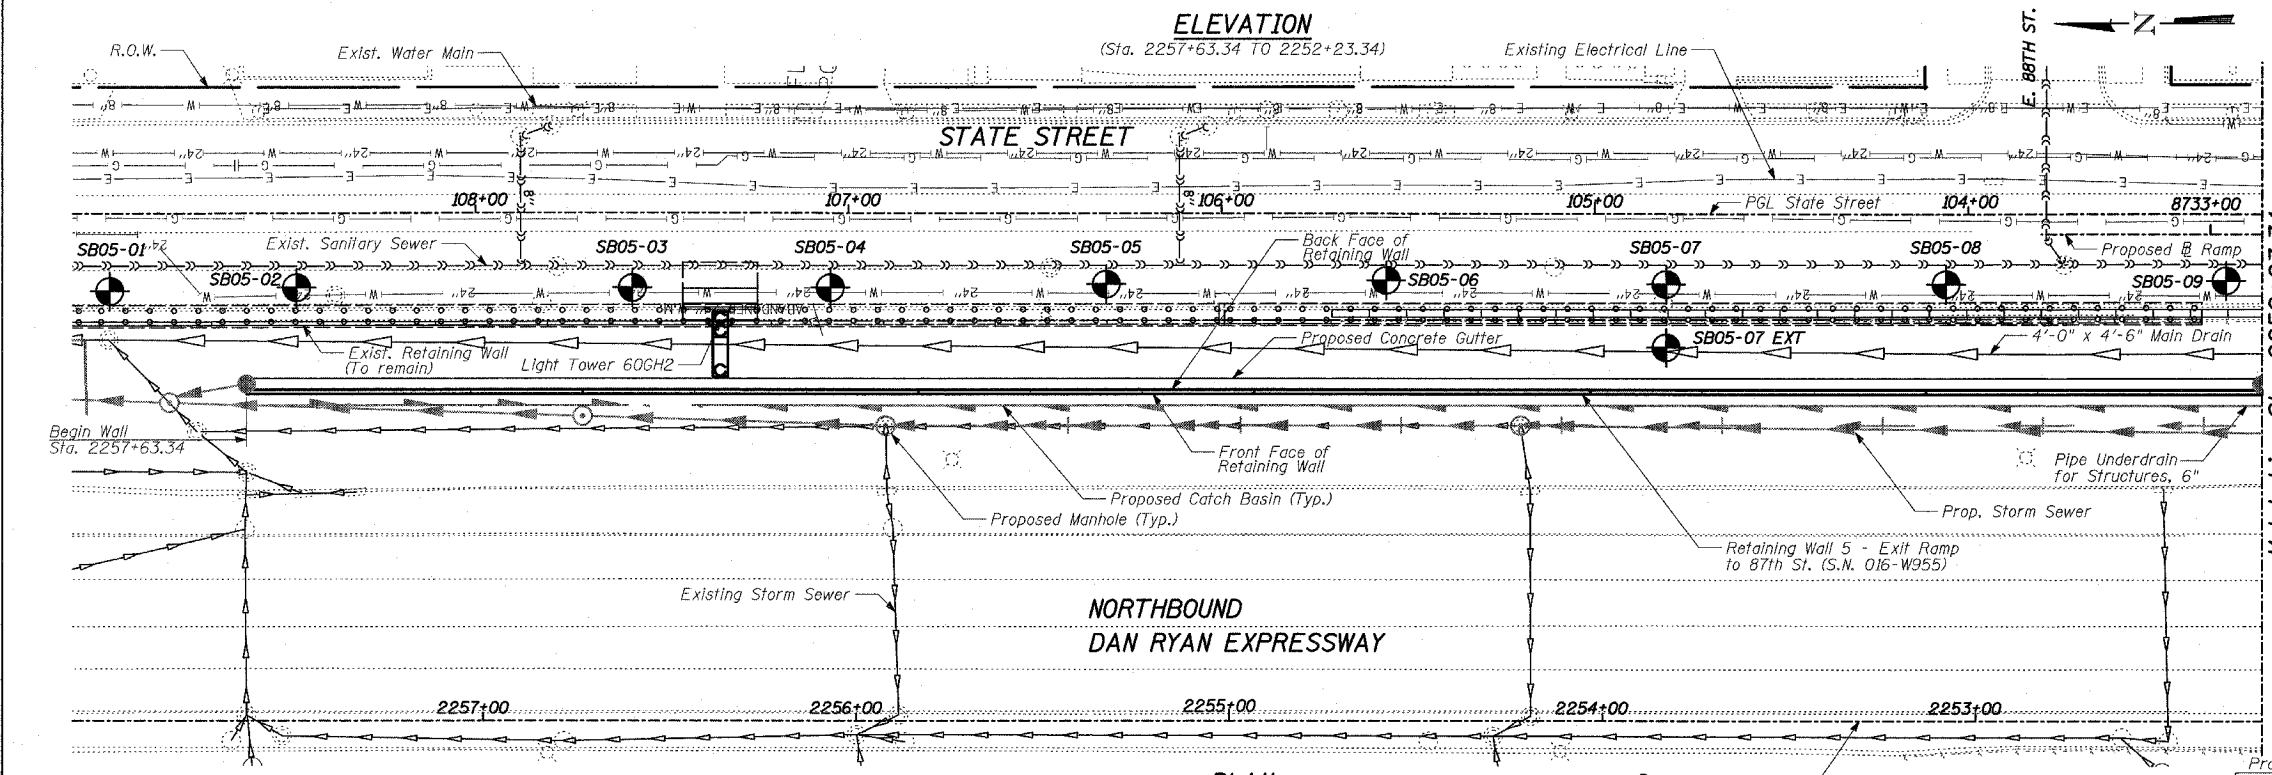 ELEVATION
(Sta. 2257+63.34 TO 2252+23.34)
R.O.W.
Exist. Water Main
Existing Electrical Line
E. 88TH ST.
Z
STATE STREET
108+00
107+00
106+00
105+00
104+00
8733+00
8"
8"
PGL State Street
SB05-01
24"
Exist. Sanitary Sewer
SB05-02
SB05-03
SB05-04
SB05-05
Back Face of
Retaining Wall
SB05-06
SB05-07
SB05-08
Proposed ℄ Ramp
SB05-09
Exist. Retaining Wall
(To remain)
Light Tower 60GH2
Proposed Concrete Gutter
SB05-07 EXT
4'-0" x 4'-6" Main Drain
Begin Wall
Sta. 2257+63.34
Front Face of
Retaining Wall
Proposed Catch Basin (Typ.)
Proposed Manhole (Typ.)
Pipe Underdrain
for Structures, 6"
Prop. Storm Sewer
Retaining Wall 5 - Exit Ramp
to 87th St. (S.N. 016-W955)
Existing Storm Sewer
NORTHBOUND
DAN RYAN EXPRESSWAY
2257+00
2256+00
2255+00
2254+00
2253+00